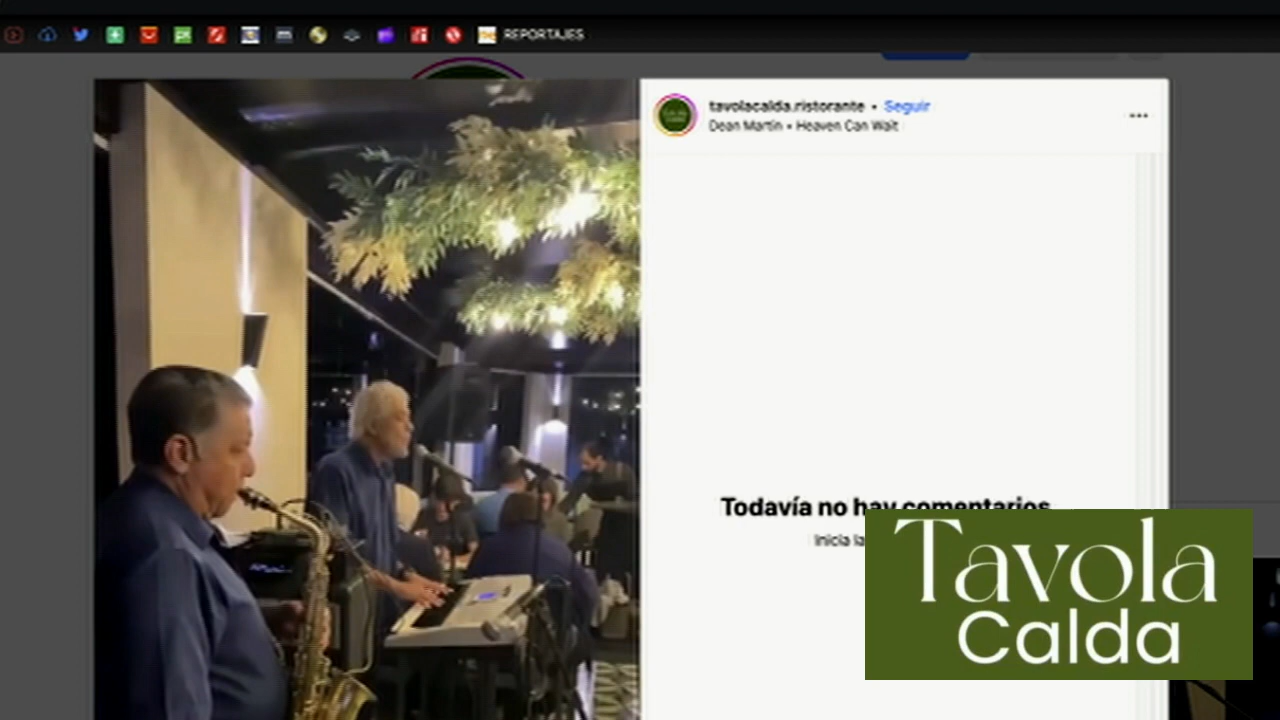 REPORTAJES
tavolacalda.ristorante • Seguir
Dean Martin • Heaven Can Wait
Todavía no hay comentarios
Inicia la
Tavola
Calda